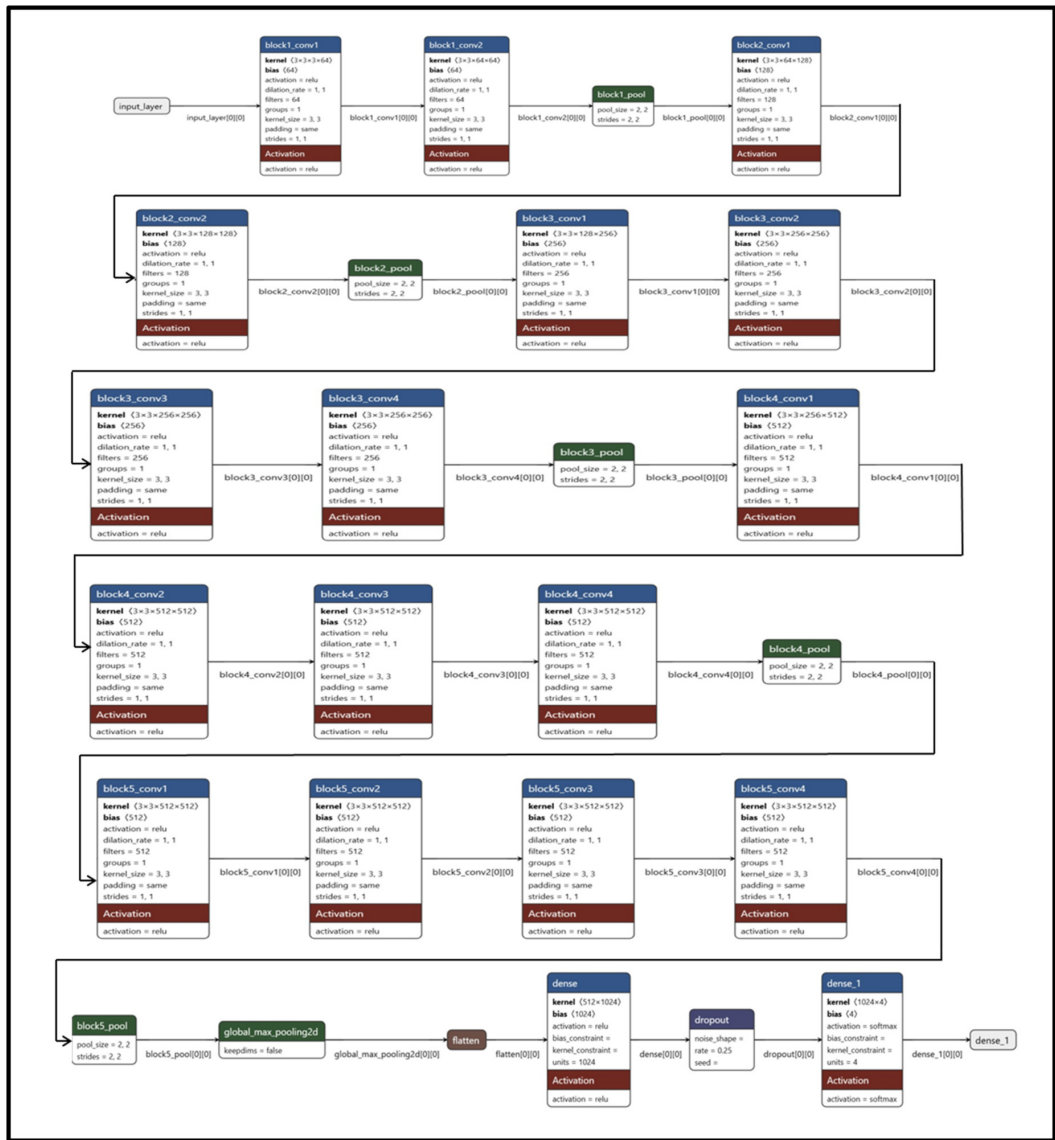 input_layer
input_layer[0][0]
block1_conv1
kernel ⟨3×3×3×64⟩
bias ⟨64⟩
activation = relu
dilation_rate = 1, 1
filters = 64
groups = 1
kernel_size = 3, 3
padding = same
strides = 1, 1
Activation
activation = relu
block1_conv1[0][0]
block1_conv2
kernel ⟨3×3×64×64⟩
bias ⟨64⟩
activation = relu
dilation_rate = 1, 1
filters = 64
groups = 1
kernel_size = 3, 3
padding = same
strides = 1, 1
Activation
activation = relu
block1_conv2[0][0]
block1_pool
pool_size = 2, 2
strides = 2, 2
block1_pool[0][0]
block2_conv1
kernel ⟨3×3×64×128⟩
bias ⟨128⟩
activation = relu
dilation_rate = 1, 1
filters = 128
groups = 1
kernel_size = 3, 3
padding = same
strides = 1, 1
Activation
activation = relu
block2_conv1[0][0]
block2_conv2
kernel ⟨3×3×128×128⟩
bias ⟨128⟩
activation = relu
dilation_rate = 1, 1
filters = 128
groups = 1
kernel_size = 3, 3
padding = same
strides = 1, 1
Activation
activation = relu
block2_conv2[0][0]
block2_pool
pool_size = 2, 2
strides = 2, 2
block2_pool[0][0]
block3_conv1
kernel ⟨3×3×128×256⟩
bias ⟨256⟩
activation = relu
dilation_rate = 1, 1
filters = 256
groups = 1
kernel_size = 3, 3
padding = same
strides = 1, 1
Activation
activation = relu
block3_conv1[0][0]
block3_conv2
kernel ⟨3×3×256×256⟩
bias ⟨256⟩
activation = relu
dilation_rate = 1, 1
filters = 256
groups = 1
kernel_size = 3, 3
padding = same
strides = 1, 1
Activation
activation = relu
block3_conv2[0][0]
block3_conv3
kernel ⟨3×3×256×256⟩
bias ⟨256⟩
activation = relu
dilation_rate = 1, 1
filters = 256
groups = 1
kernel_size = 3, 3
padding = same
strides = 1, 1
Activation
activation = relu
block3_conv3[0][0]
block3_conv4
kernel ⟨3×3×256×256⟩
bias ⟨256⟩
activation = relu
dilation_rate = 1, 1
filters = 256
groups = 1
kernel_size = 3, 3
padding = same
strides = 1, 1
Activation
activation = relu
block3_conv4[0][0]
block3_pool
pool_size = 2, 2
strides = 2, 2
block3_pool[0][0]
block4_conv1
kernel ⟨3×3×256×512⟩
bias ⟨512⟩
activation = relu
dilation_rate = 1, 1
filters = 512
groups = 1
kernel_size = 3, 3
padding = same
strides = 1, 1
Activation
activation = relu
block4_conv1[0][0]
block4_conv2
kernel ⟨3×3×512×512⟩
bias ⟨512⟩
activation = relu
dilation_rate = 1, 1
filters = 512
groups = 1
kernel_size = 3, 3
padding = same
strides = 1, 1
Activation
activation = relu
block4_conv2[0][0]
block4_conv3
kernel ⟨3×3×512×512⟩
bias ⟨512⟩
activation = relu
dilation_rate = 1, 1
filters = 512
groups = 1
kernel_size = 3, 3
padding = same
strides = 1, 1
Activation
activation = relu
block4_conv3[0][0]
block4_conv4
kernel ⟨3×3×512×512⟩
bias ⟨512⟩
activation = relu
dilation_rate = 1, 1
filters = 512
groups = 1
kernel_size = 3, 3
padding = same
strides = 1, 1
Activation
activation = relu
block4_conv4[0][0]
block4_pool
pool_size = 2, 2
strides = 2, 2
block4_pool[0][0]
block5_conv1
kernel ⟨3×3×512×512⟩
bias ⟨512⟩
activation = relu
dilation_rate = 1, 1
filters = 512
groups = 1
kernel_size = 3, 3
padding = same
strides = 1, 1
Activation
activation = relu
block5_conv1[0][0]
block5_conv2
kernel ⟨3×3×512×512⟩
bias ⟨512⟩
activation = relu
dilation_rate = 1, 1
filters = 512
groups = 1
kernel_size = 3, 3
padding = same
strides = 1, 1
Activation
activation = relu
block5_conv2[0][0]
block5_conv3
kernel ⟨3×3×512×512⟩
bias ⟨512⟩
activation = relu
dilation_rate = 1, 1
filters = 512
groups = 1
kernel_size = 3, 3
padding = same
strides = 1, 1
Activation
activation = relu
block5_conv3[0][0]
block5_conv4
kernel ⟨3×3×512×512⟩
bias ⟨512⟩
activation = relu
dilation_rate = 1, 1
filters = 512
groups = 1
kernel_size = 3, 3
padding = same
strides = 1, 1
Activation
activation = relu
block5_conv4[0][0]
block5_pool
pool_size = 2, 2
strides = 2, 2
block5_pool[0][0]
global_max_pooling2d
keepdims = false
global_max_pooling2d[0][0]
flatten
flatten[0][0]
dense
kernel ⟨512×1024⟩
bias ⟨1024⟩
activation = relu
bias_constraint =
kernel_constraint =
units = 1024
Activation
activation = relu
dense[0][0]
dropout
noise_shape =
rate = 0.25
seed =
dropout[0][0]
dense_1
kernel ⟨1024×4⟩
bias ⟨4⟩
activation = softmax
bias_constraint =
kernel_constraint =
units = 4
Activation
activation = softmax
dense_1[0][0]
dense_1